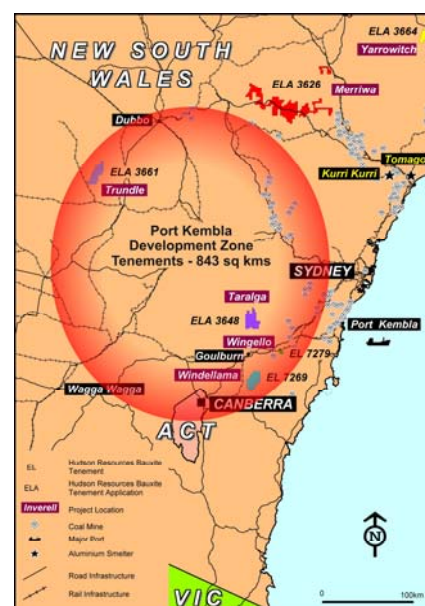 ELA 3664
Yarrowitch
NEW SOUTH
WALES
ELA 3626
Merriwa
Dubbo
Tomago
Kurri Kurri
ELA 3661
Trundle
Port Kembla
Development Zone
Tenements - 843 sq kms
SYDNEY
Taralga
ELA 3648
Port Kembla
Wingello
Goulburn
EL 7279
Windellama
EL 7269
Wagga Wagga
CANBERRA
ACT
EL
Hudson Resources Bauxite
Tenement
ELA
Hudson Resources Bauxite
Tenement Application
Inverell
Project Location
Coal Mine
Major Port
Aluminium Smelter
Road Infrastructure
Rail Infrastructure
N
VIC
0
100km